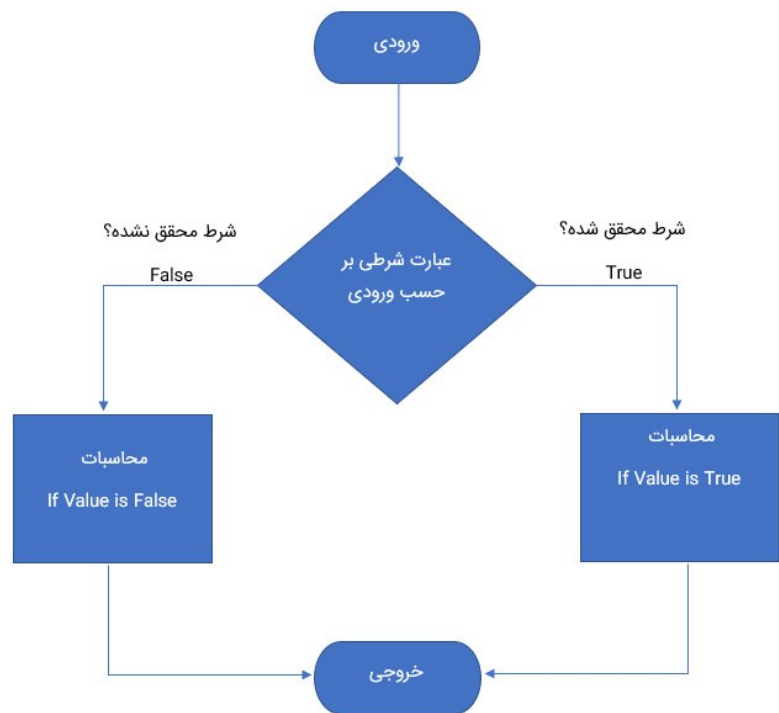 ورودی
شرط محقق شده؟
True
شرط محقق نشده؟
False
عبارت شرطی بر
حسب ورودی
محاسبات
If Value is True
محاسبات
If Value is False
خروجی